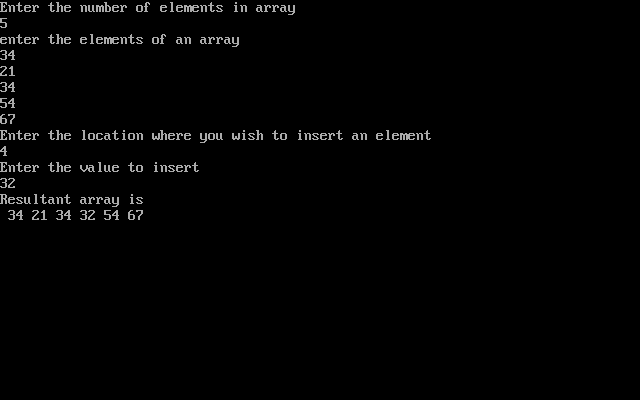 Enter the number of elements in array
5
enter the elements of an array
34
21
34
54
67
Enter the location where you wish to insert an element
4
Enter the value to insert
32
Resultant array is
34 21 34 32 54 67